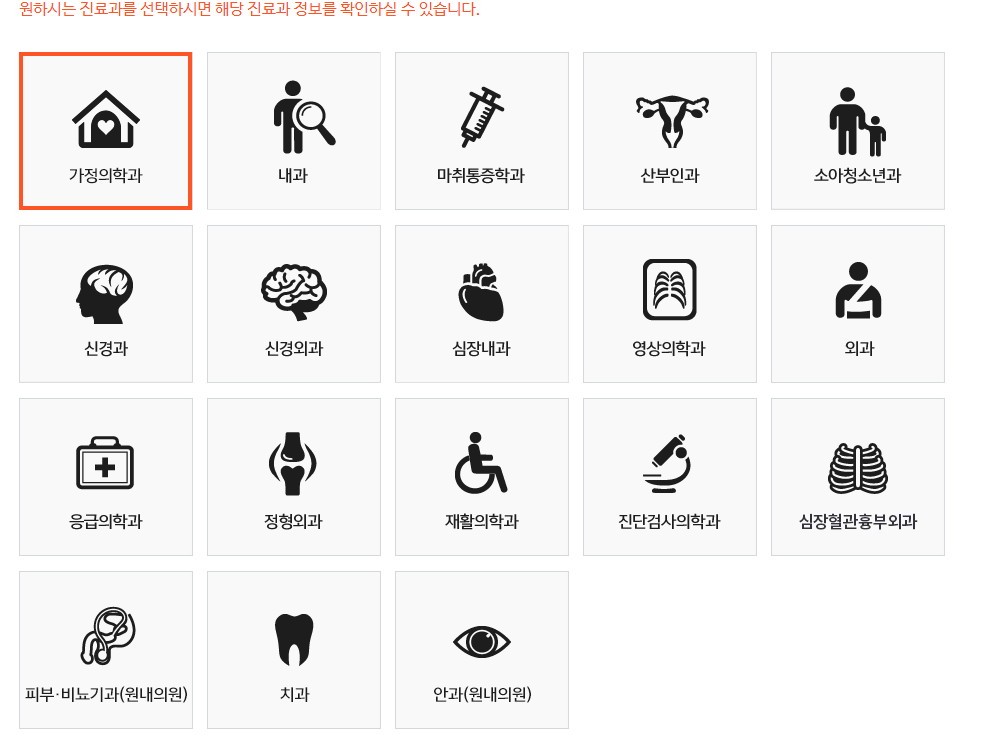 원하시는 진료과를 선택하시면 해당 진료과 정보를 확인하실 수 있습니다.
가정의학과
내과
마취통증학과
산부인과
소아청소년과
신경과
신경외과
심장내과
영상의학과
외과
응급의학과
정형외과
재활의학과
진단검사의학과
심장혈관흉부외과
피부·비뇨기과(원내의원)
치과
안과(원내의원)